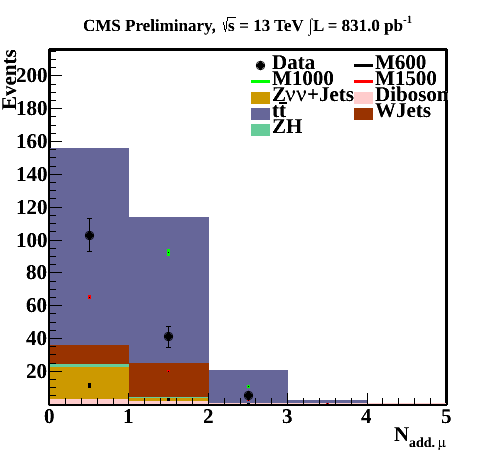 CMS Preliminary, √s = 13 TeV ∫L = 831.0 pb⁻¹
Events
Data
M600
M1000
M1500
Zνν+Jets
Diboson
tt̄
WJets
ZH
200
180
160
140
120
100
80
60
40
20
0 1 2 3 4 5
N_add. μ